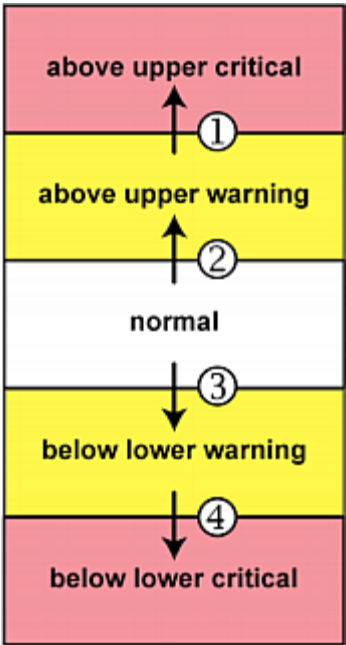 above upper critical
①
above upper warning
②
normal
③
below lower warning
④
below lower critical